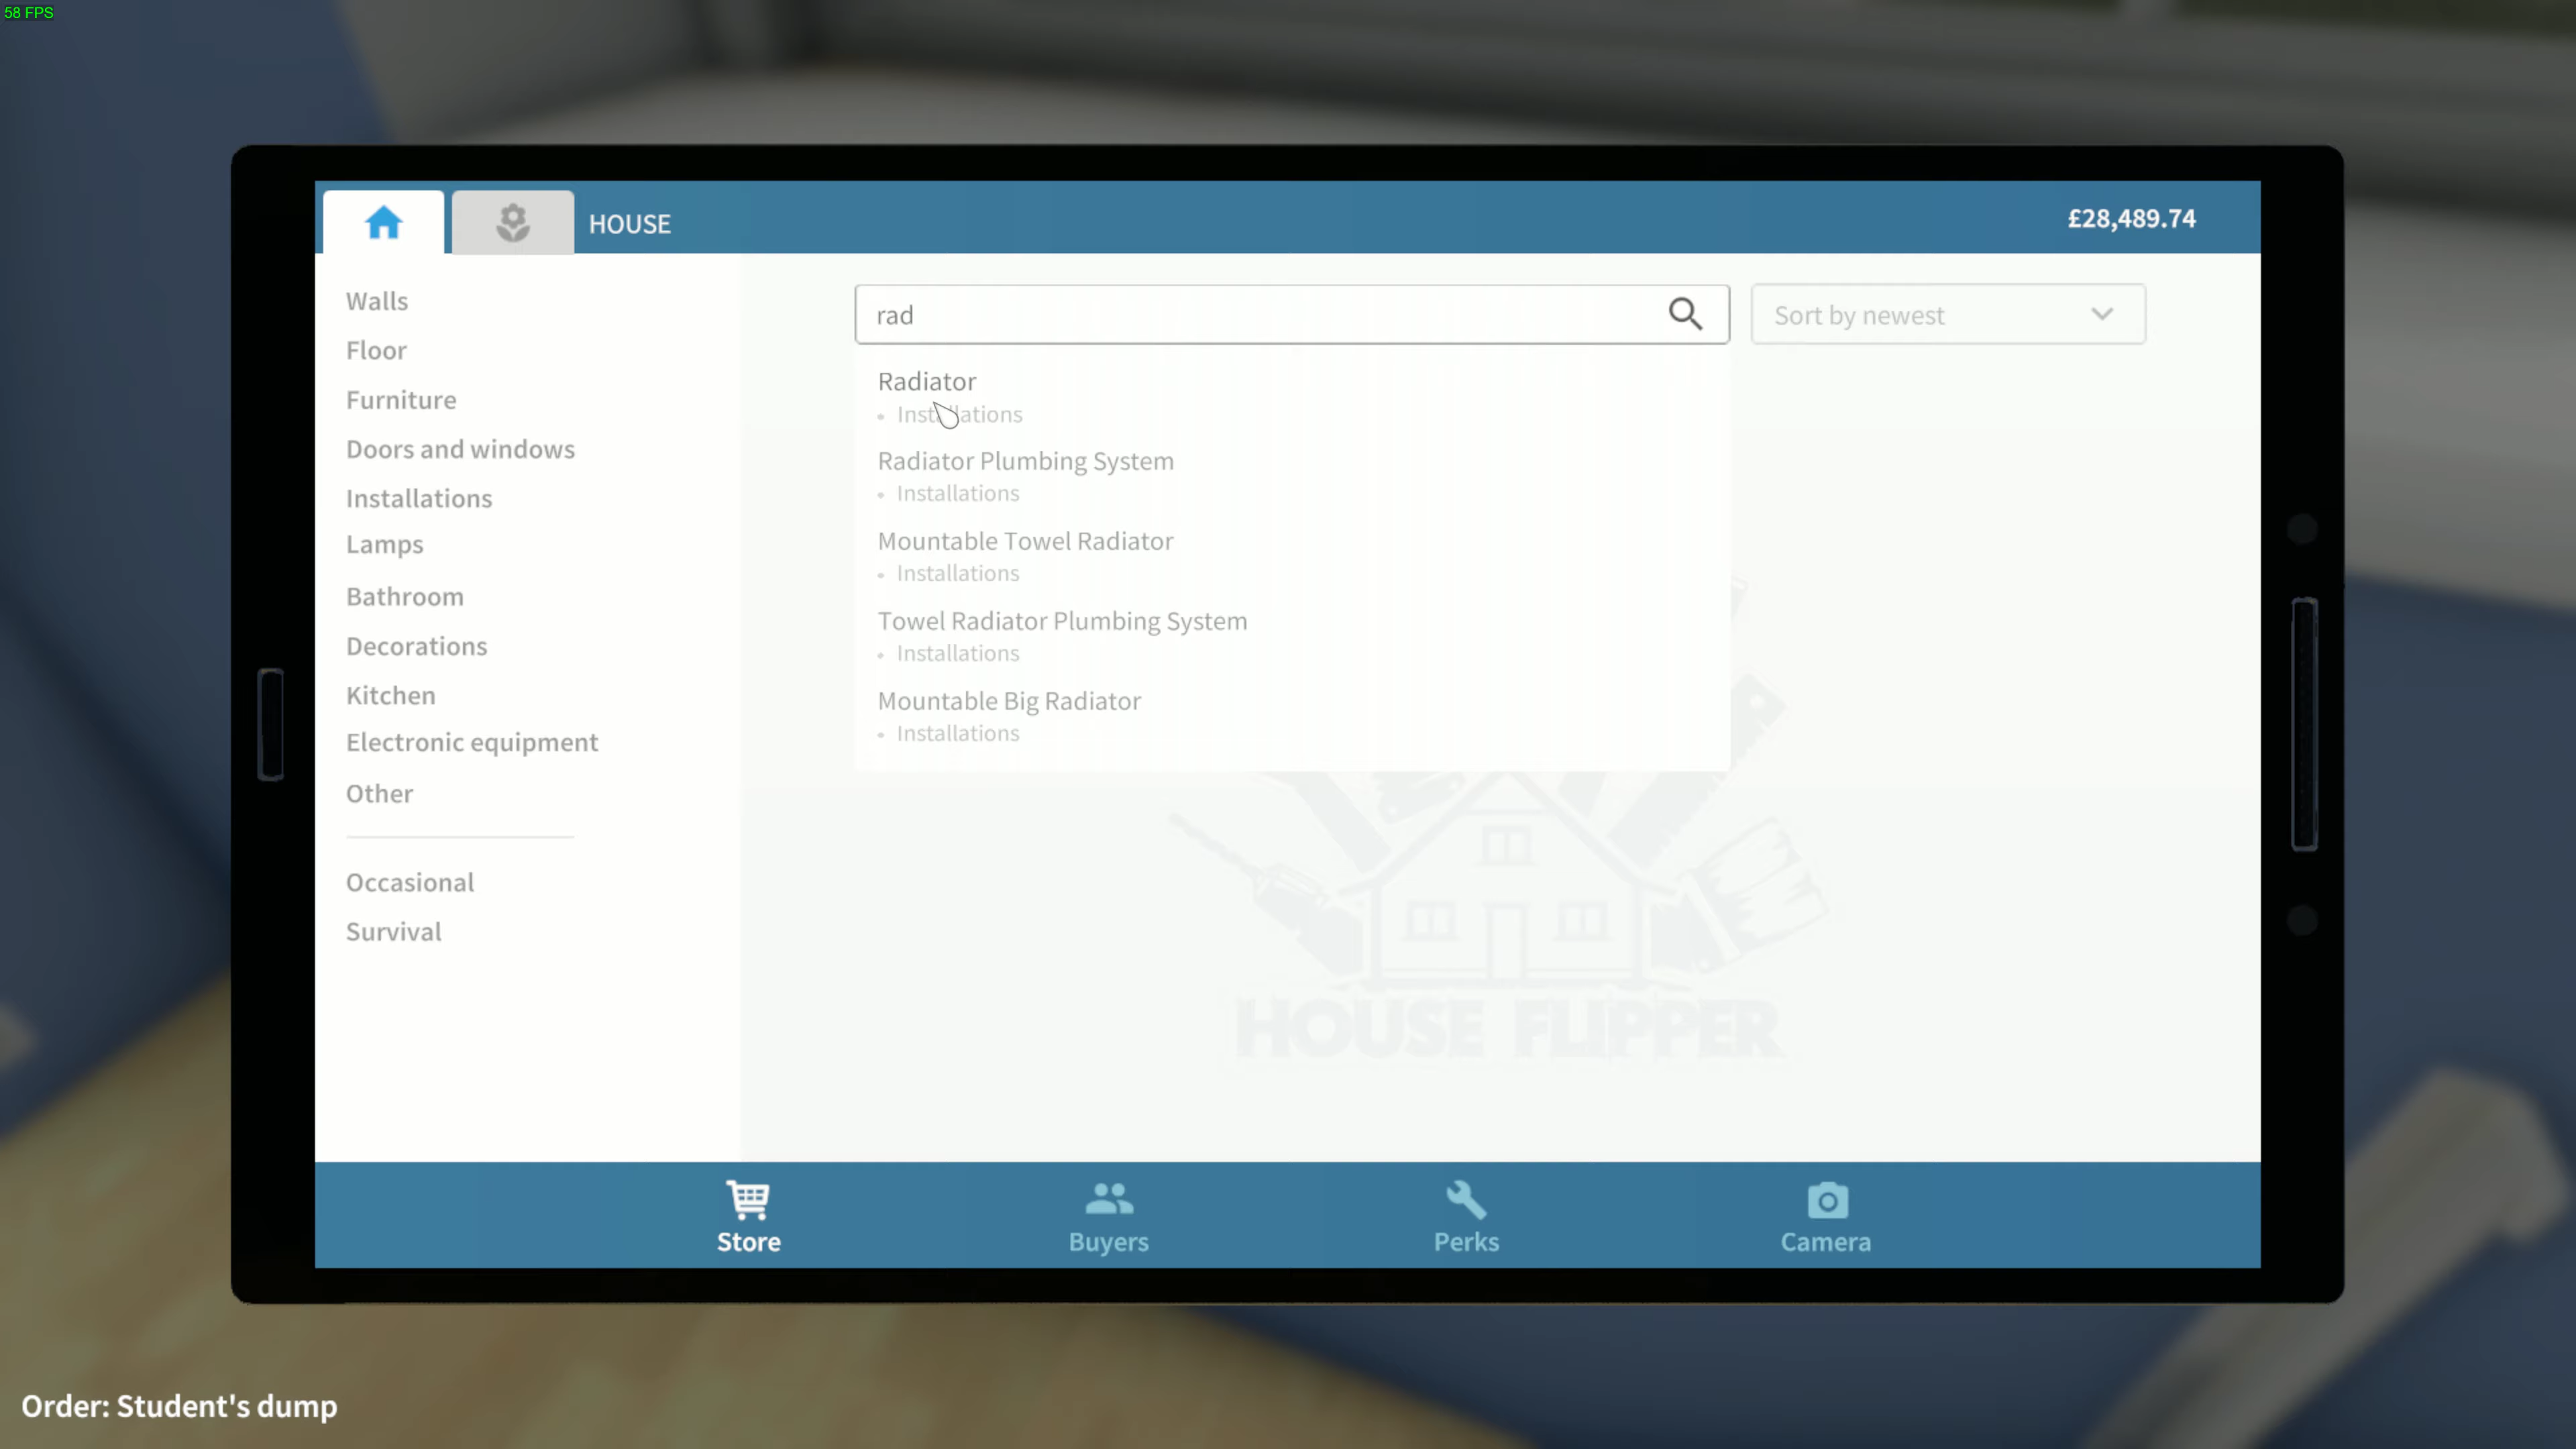 58 FPS
HOUSE
£28,489.74
Walls
Floor
Furniture
Doors and windows
Installations
Lamps
Bathroom
Decorations
Kitchen
Electronic equipment
Other
Occasional
Survival
rad
Sort by newest
Radiator
• Installations
Radiator Plumbing System
• Installations
Mountable Towel Radiator
• Installations
Towel Radiator Plumbing System
• Installations
Mountable Big Radiator
• Installations
HOUSE FLIPPER
Store
Buyers
Perks
Camera
Order: Student's dump